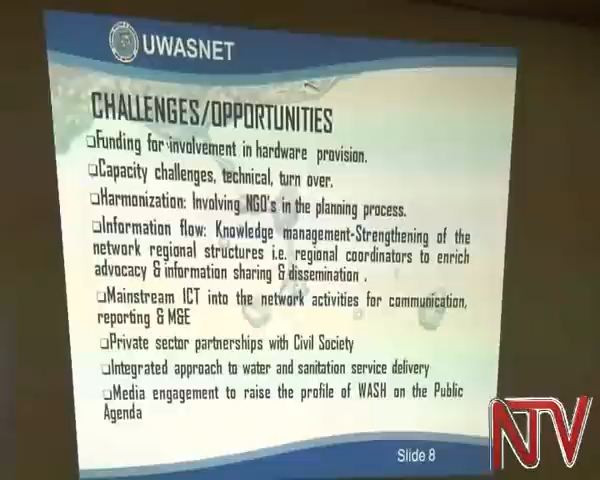 UWASNET
CHALLENGES/OPPORTUNITIES
❑Funding for involvement in hardware provision.
❑Capacity challenges, technical, turn over.
❑Harmonization: Involving NGO's in the planning process.
❑Information flow: Knowledge management-Strengthening of the
network regional structures i.e. regional coordinators to enrich
advocacy & information sharing & dissemination .
❑Mainstream ICT into the network activities for communication,
reporting & M&E
❑Private sector partnerships with Civil Society
❑Integrated approach to water and sanitation service delivery
❑Media engagement to raise the profile of WASH on the Public
Agenda
Slide 8
NTV